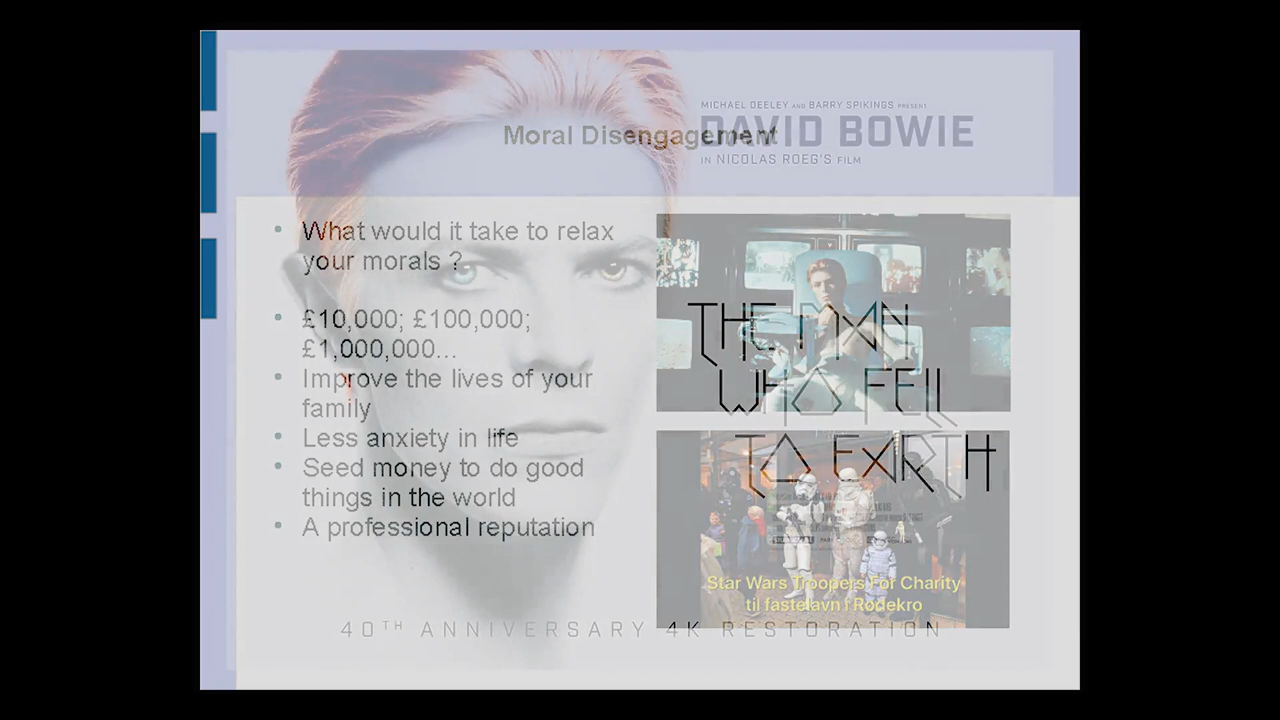 MICHAEL DEELEY AND BARRY SPIKINGS PRESENT
DAVID BOWIE
IN NICOLAS ROEG'S FILM
Moral Disengagement
• What would it take to relax
your morals ?
• £10,000; £100,000;
£1,000,000...
• Improve the lives of your
family
• Less anxiety in life
• Seed money to do good
things in the world
• A professional reputation
THE MAN
WHO FELL
TO EARTH
Star Wars Troopers For Charity
til fastelavn i Rødekro
40TH ANNIVERSARY 4K RESTORATION